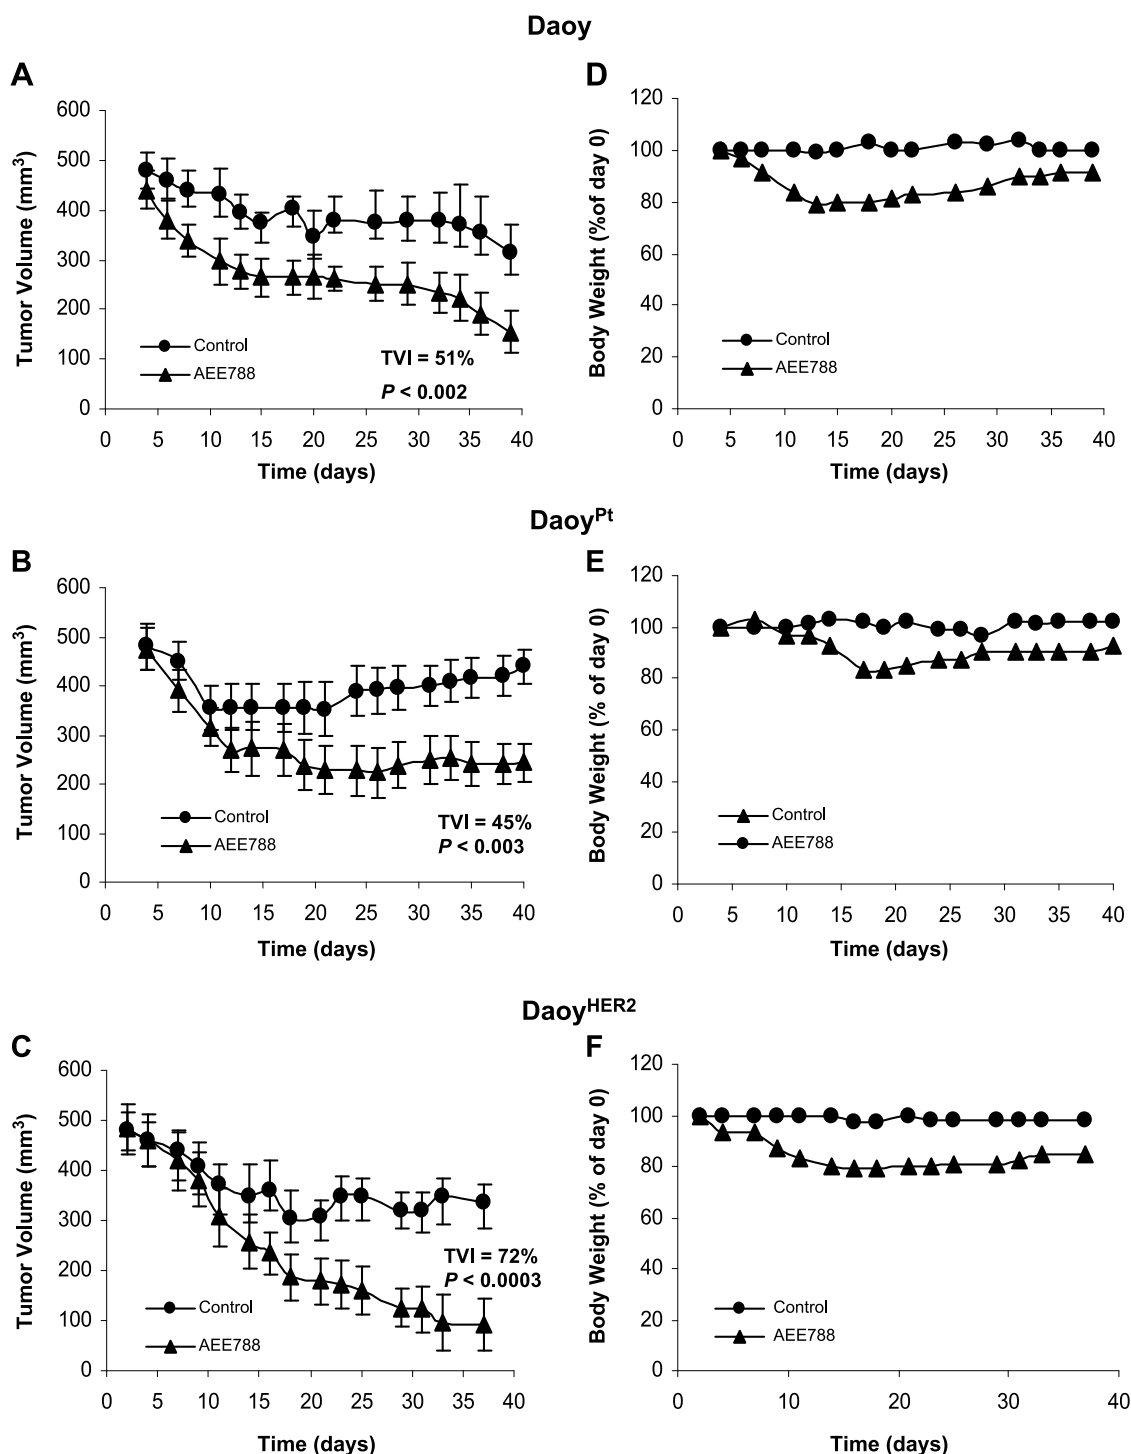 Daoy
A
600
500
400
300
200
100
0
Tumor Volume (mm³)
Control
AEE788
TVI = 51%
P < 0.002
0 5 10 15 20 25 30 35 40
Time (days)
D
120
100
80
60
40
20
0
Body Weight (%of day 0)
Control
AEE788
0 5 10 15 20 25 30 35 40
Time (days)
Daoyᴾᵗ
B
600
500
400
300
200
100
0
Tumor Volume (mm³)
Control
AEE788
TVI = 45%
P < 0.003
0 5 10 15 20 25 30 35 40
Time (days)
E
120
100
80
60
40
20
0
Body Weight (% of day 0)
Control
AEE788
0 5 10 15 20 25 30 35 40
Time (days)
Daoyᴴᴱᴿ²
C
600
500
400
300
200
100
0
Tumor Volume (mm³)
TVI = 72%
P < 0.0003
Control
AEE788
0 5 10 15 20 25 30 35 40
Time (days)
F
120
100
80
60
40
20
0
Body Weight (% of day 0)
Control
AEE788
0 10 20 30 40
Time (days)